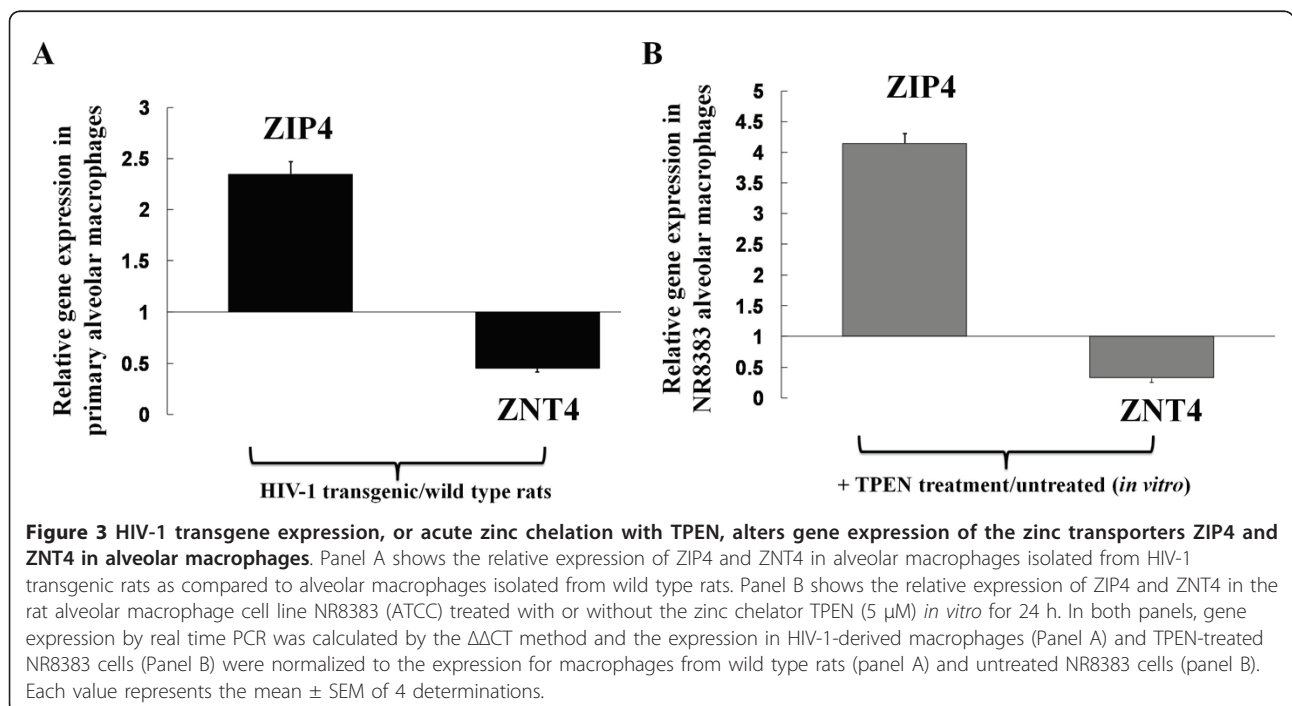 A
Relative gene expression in
primary alveolar macrophages
3
2.5
2
1.5
1
0.5
0
ZIP4
ZNT4
HIV-1 transgenic/wild type rats
B
Relative gene expression in
NR8383 alveolar macrophages
5
4.5
4
3.5
3
2.5
2
1.5
1
0.5
0
ZIP4
ZNT4
+ TPEN treatment/untreated (in vitro)
Figure 3 HIV-1 transgene expression, or acute zinc chelation with TPEN, alters gene expression of the zinc transporters ZIP4 and
ZNT4 in alveolar macrophages. Panel A shows the relative expression of ZIP4 and ZNT4 in alveolar macrophages isolated from HIV-1
transgenic rats as compared to alveolar macrophages isolated from wild type rats. Panel B shows the relative expression of ZIP4 and ZNT4 in the
rat alveolar macrophage cell line NR8383 (ATCC) treated with or without the zinc chelator TPEN (5 μM) in vitro for 24 h. In both panels, gene
expression by real time PCR was calculated by the ΔΔCT method and the expression in HIV-1-derived macrophages (Panel A) and TPEN-treated
NR8383 cells (Panel B) were normalized to the expression for macrophages from wild type rats (panel A) and untreated NR8383 cells (panel B).
Each value represents the mean ± SEM of 4 determinations.